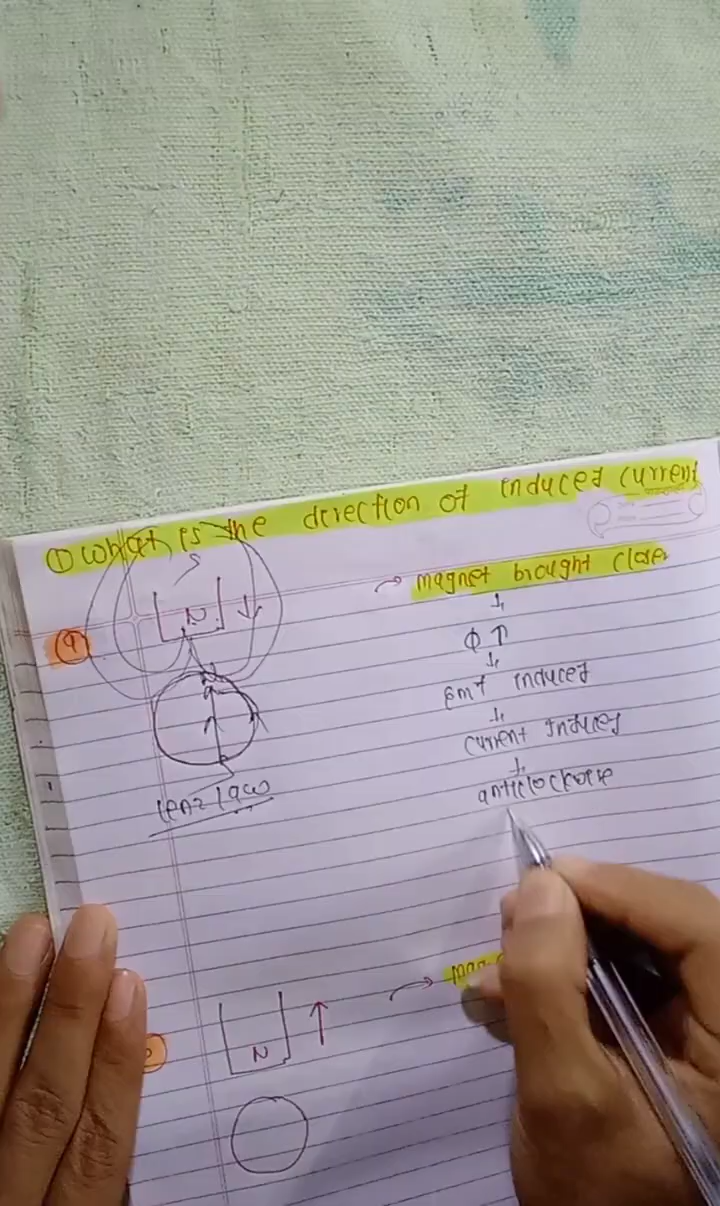 ① What is the direction of induced current
S
→ magnet brought close
(a)
N ↓
↓
Φ ↑
↓
emf induced
↓
current induced
↓
anticlockwise
lenz law
→
N ↑